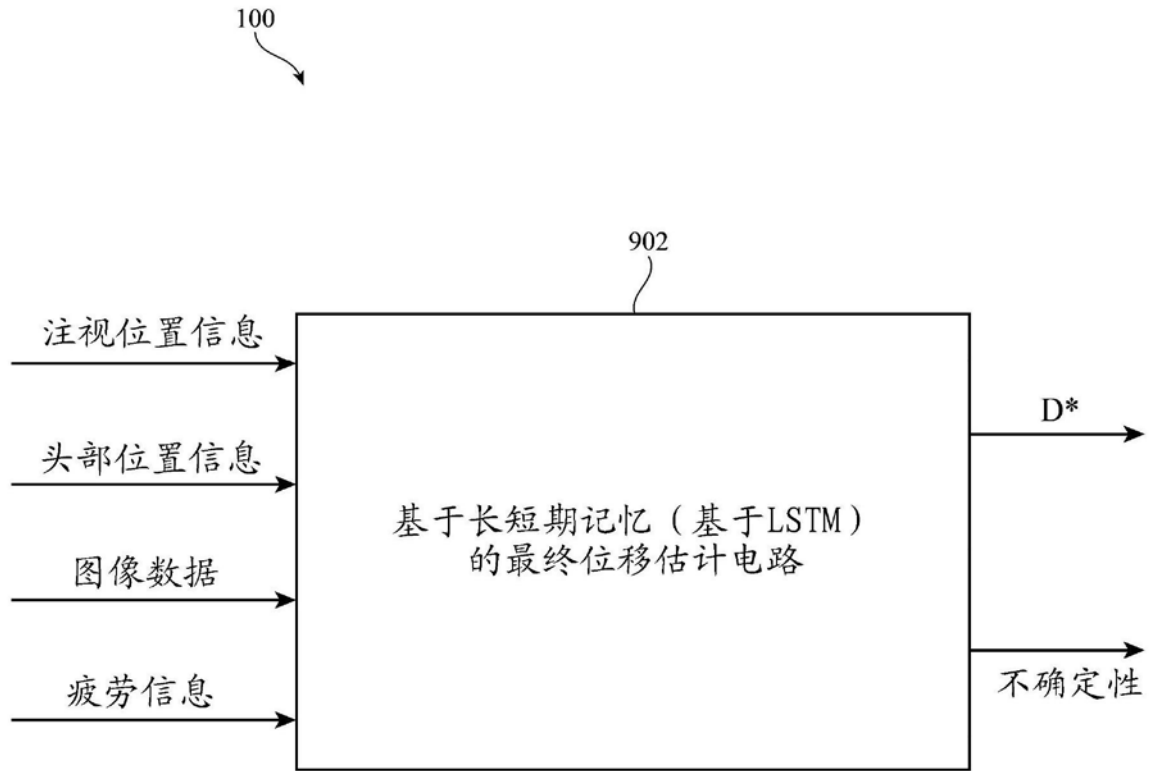 100
902
注视位置信息
头部位置信息
图像数据
疲劳信息
基于长短期记忆（基于LSTM）
的最终位移估计电路
D*
不确定性